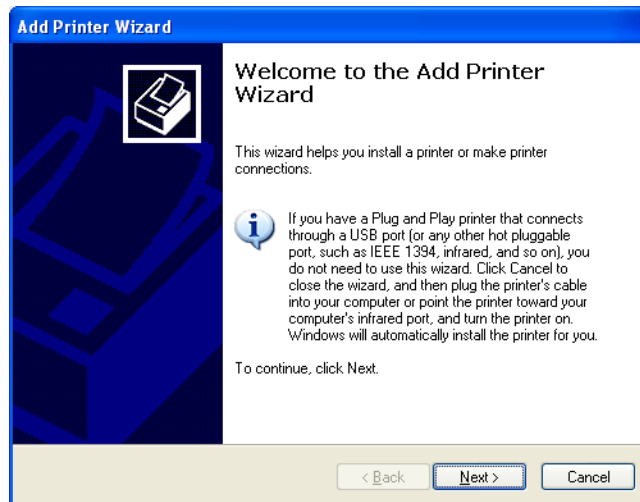 Add Printer Wizard
Welcome to the Add Printer
Wizard
This wizard helps you install a printer or make printer
connections.
If you have a Plug and Play printer that connects
through a USB port (or any other hot pluggable
port, such as IEEE 1394, infrared, and so on), you
do not need to use this wizard. Click Cancel to
close the wizard, and then plug the printer's cable
into your computer or point the printer toward your
computer's infrared port, and turn the printer on.
Windows will automatically install the printer for you.
To continue, click Next.
< Back Next > Cancel